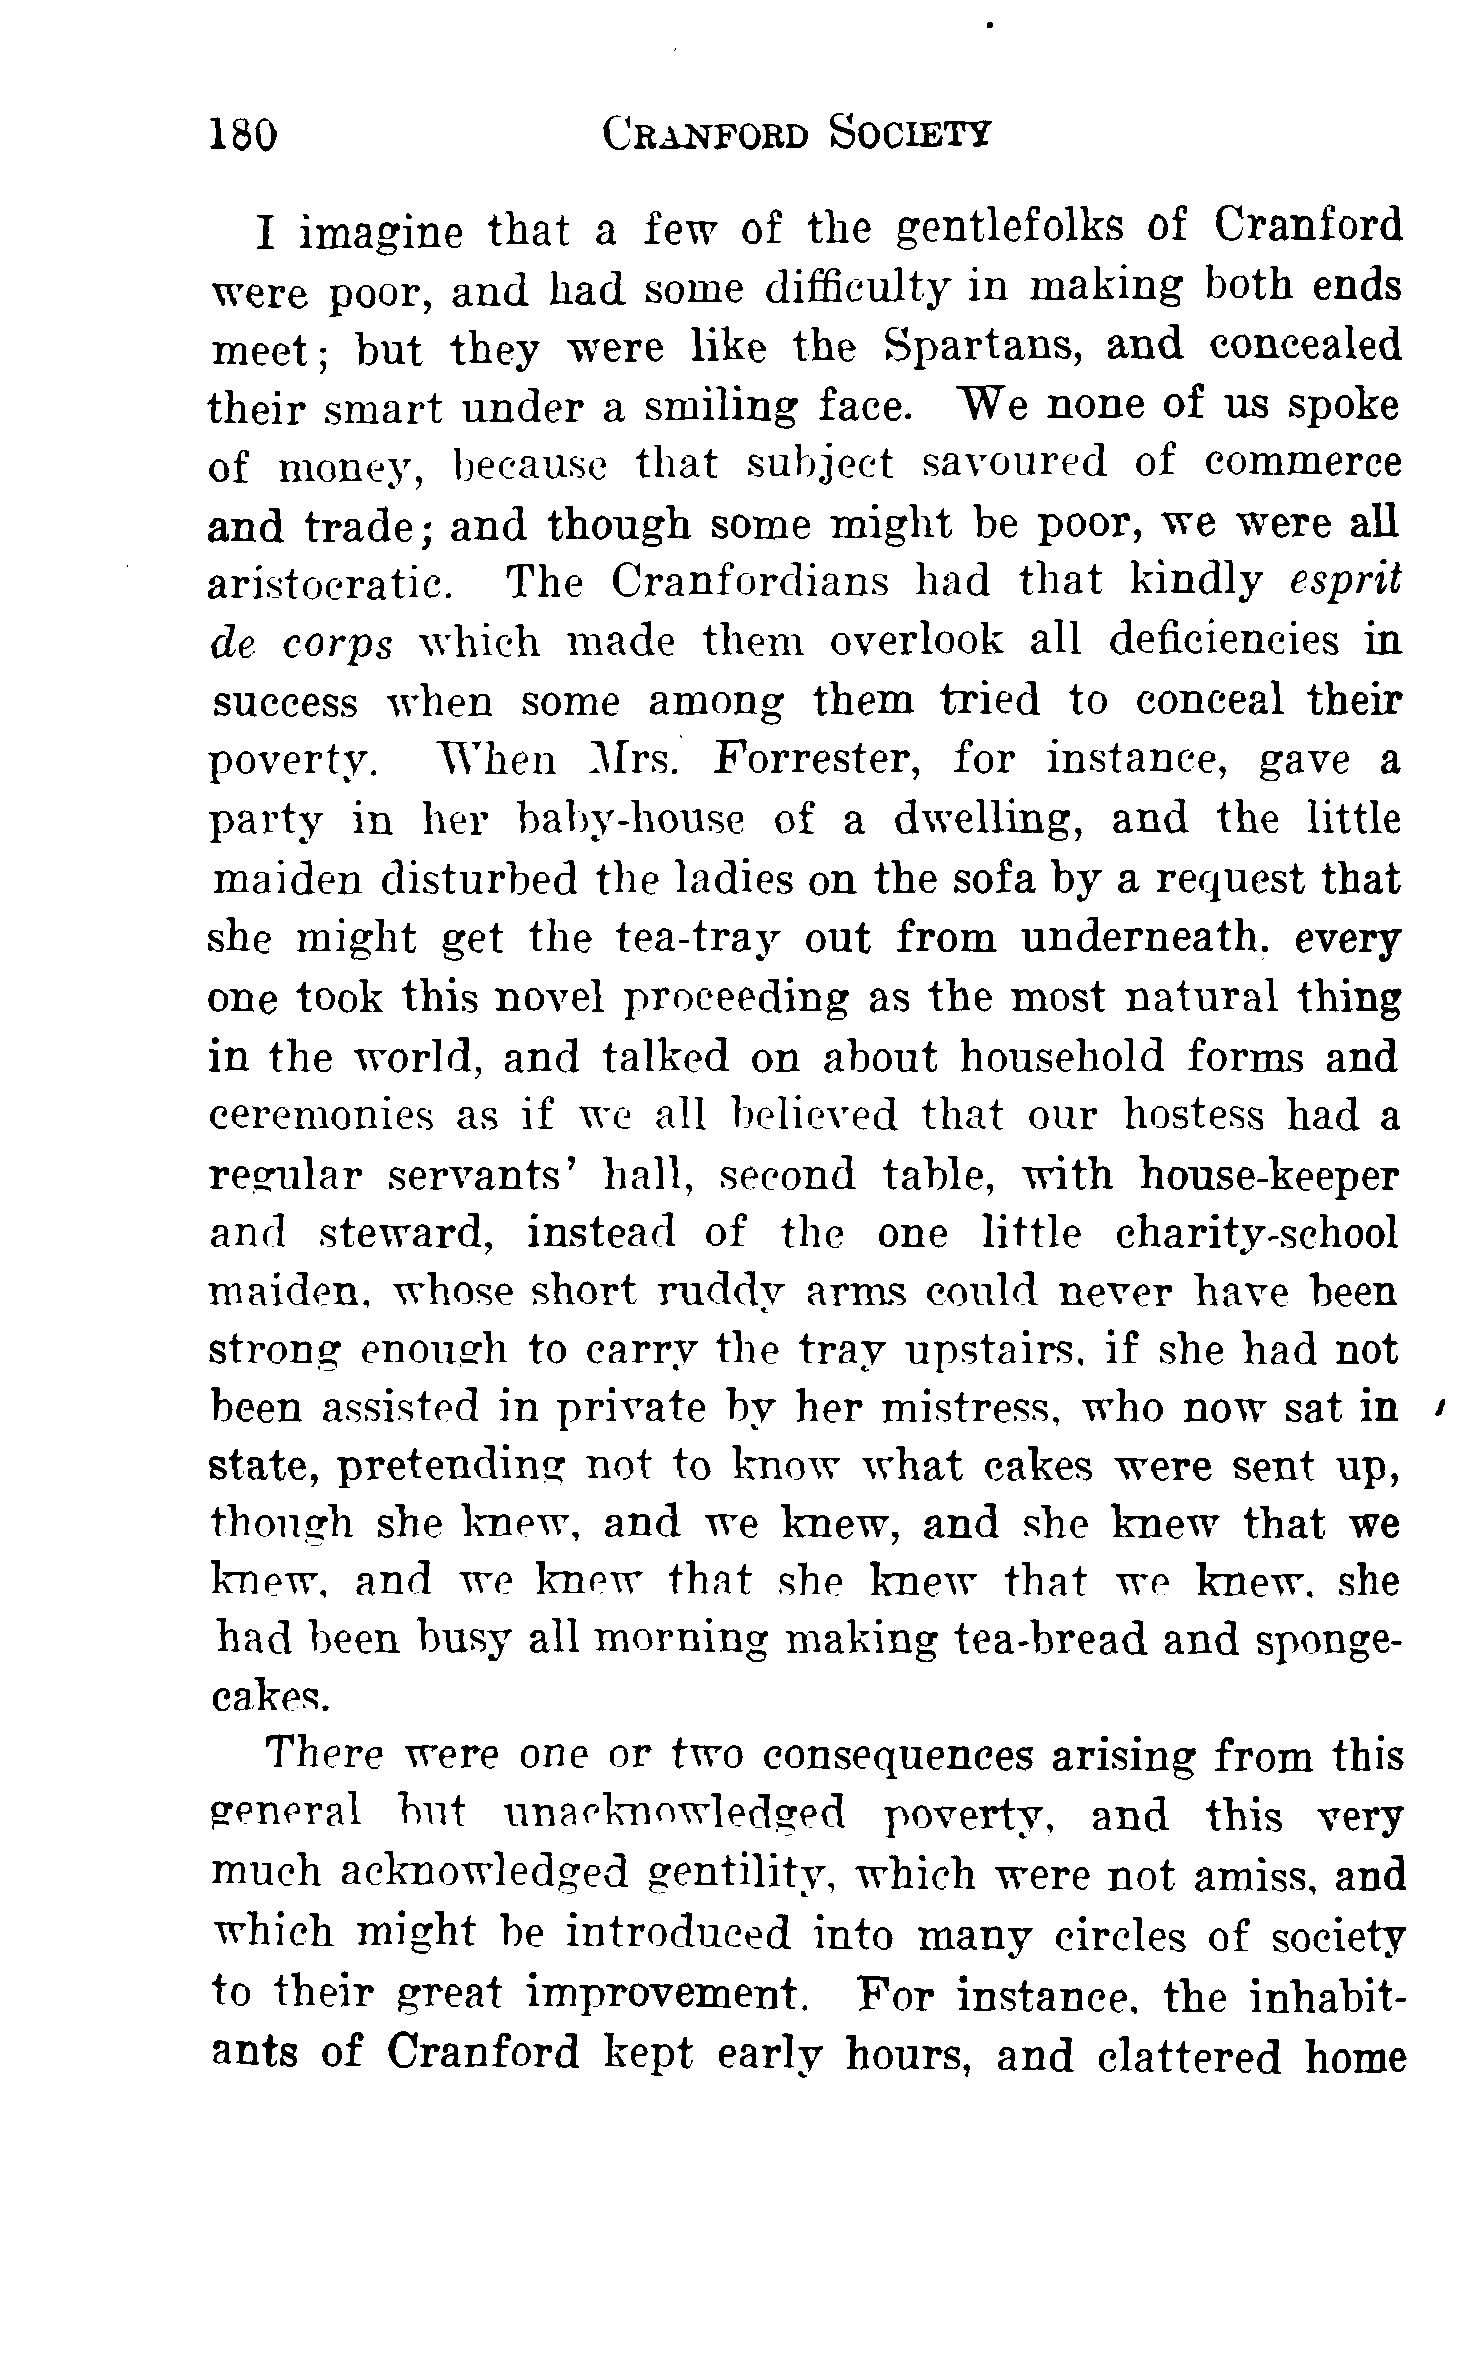 180 CRANFORD SOCIETY
I imagine that a few of the gentlefolks of Cranford
were poor, and had some difficulty in making both ends
meet; but they were like the Spartans, and concealed
their smart under a smiling face. We none of us spoke
of money, because that subject savoured of commerce
and trade; and though some might be poor, we were all
aristocratic. The Cranfordians had that kindly esprit
de corps which made them overlook all deficiencies in
success when some among them tried to conceal their
poverty. When Mrs. Forrester, for instance, gave a
party in her baby-house of a dwelling, and the little
maiden disturbed the ladies on the sofa by a request that
she might get the tea-tray out from underneath, every
one took this novel proceeding as the most natural thing
in the world, and talked on about household forms and
ceremonies as if we all believed that our hostess had a
regular servants' hall, second table, with house-keeper
and steward, instead of the one little charity-school
maiden, whose short ruddy arms could never have been
strong enough to carry the tray upstairs, if she had not
been assisted in private by her mistress, who now sat in
state, pretending not to know what cakes were sent up,
though she knew, and we knew, and she knew that we
knew, and we knew that she knew that we knew, she
had been busy all morning making tea-bread and sponge-
cakes.
There were one or two consequences arising from this
general but unacknowledged poverty, and this very
much acknowledged gentility, which were not amiss, and
which might be introduced into many circles of society
to their great improvement. For instance, the inhabit-
ants of Cranford kept early hours, and clattered home